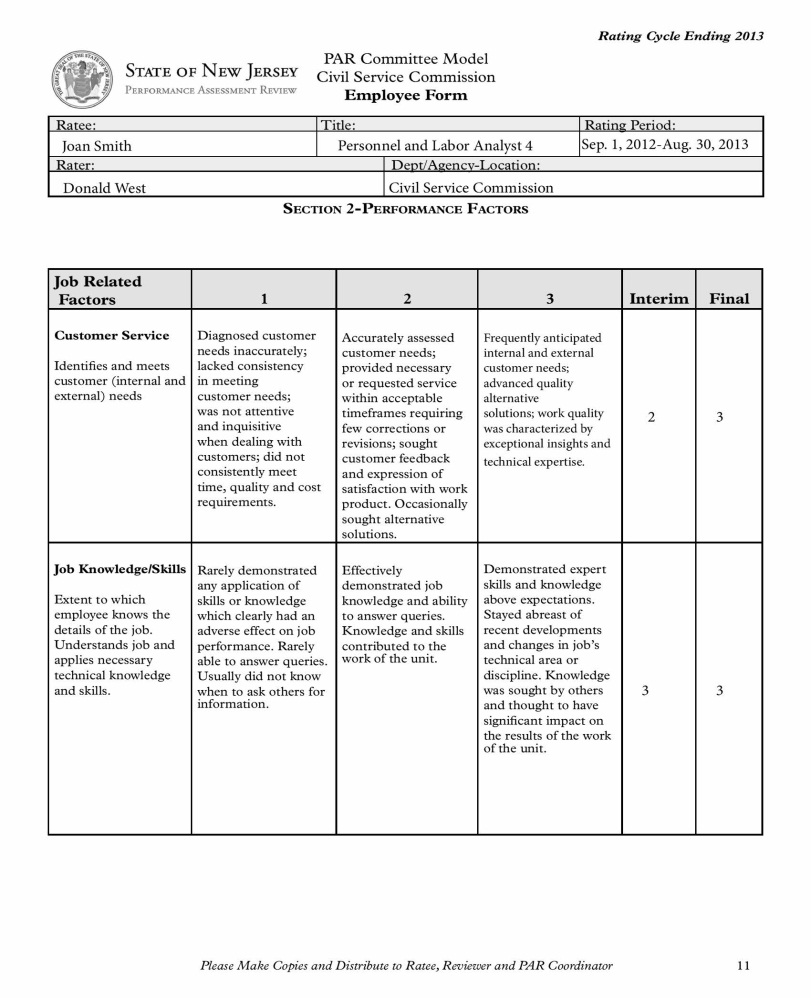 Rating Cycle Ending 2013
STATE OF NEW JERSEY
PERFORMANCE ASSESSMENT REVIEW
PAR Committee Model
Civil Service Commission
Employee Form
Ratee: Title: Rating Period:
Joan Smith Personnel and Labor Analyst 4 Sep. 1, 2012-Aug. 30, 2013
Rater: Dept/Agency-Location:
Donald West Civil Service Commission
SECTION 2-PERFORMANCE FACTORS
Job Related
Factors 1 2 3 Interim Final
Customer Service
Identifies and meets
customer (internal and
external) needs
Diagnosed customer
needs inaccurately;
lacked consistency
in meeting
customer needs;
was not attentive
and inquisitive
when dealing with
customers; did not
consistently meet
time, quality and cost
requirements.
Accurately assessed
customer needs;
provided necessary
or requested service
within acceptable
timeframes requiring
few corrections or
revisions; sought
customer feedback
and expression of
satisfaction with work
product. Occasionally
sought alternative
solutions.
Frequently anticipated
internal and external
customer needs;
advanced quality
alternative
solutions; work quality
was characterized by
exceptional insights and
technical expertise.
2 3
Job Knowledge/Skills
Extent to which
employee knows the
details of the job.
Understands job and
applies necessary
technical knowledge
and skills.
Rarely demonstrated
any application of
skills or knowledge
which clearly had an
adverse effect on job
performance. Rarely
able to answer queries.
Usually did not know
when to ask others for
information.
Effectively
demonstrated job
knowledge and ability
to answer queries.
Knowledge and skills
contributed to the
work of the unit.
Demonstrated expert
skills and knowledge
above expectations.
Stayed abreast of
recent developments
and changes in job's
technical area or
discipline. Knowledge
was sought by others
and thought to have
significant impact on
the results of the work
of the unit.
3 3
Please Make Copies and Distribute to Ratee, Reviewer and PAR Coordinator 11